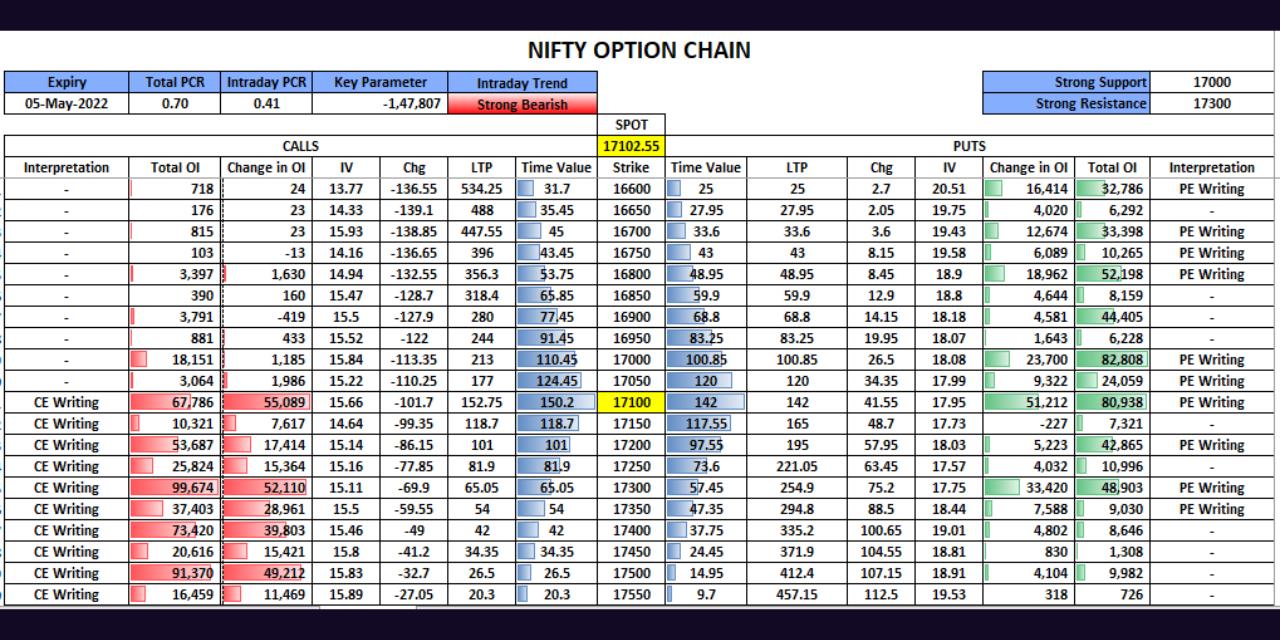 NIFTY OPTION CHAIN
Expiry Total PCR Intraday PCR Key Parameter Intraday Trend Strong Support 17000
05-May-2022 0.70 0.41 -1,47,807 Strong Bearish Strong Resistance 17300
SPOT
CALLS 17102.55 PUTS
Interpretation Total OI Change in OI IV Chg LTP Time Value Strike Time Value LTP Chg IV Change in OI Total OI Interpretation
- 718 24 13.77 -136.55 534.25 31.7 16600 25 25 2.7 20.51 16,414 32,786 PE Writing
- 176 23 14.33 -139.1 488 35.45 16650 27.95 27.95 2.05 19.75 4,020 6,292 -
- 815 23 15.93 -138.85 447.55 45 16700 33.6 33.6 3.6 19.43 12,674 33,398 PE Writing
- 103 -13 14.16 -136.65 396 43.45 16750 43 43 8.15 19.58 6,089 10,265 PE Writing
- 3,397 1,630 14.94 -132.55 356.3 53.75 16800 48.95 48.95 8.45 18.9 18,962 52,198 PE Writing
- 390 160 15.47 -128.7 318.4 65.85 16850 59.9 59.9 12.9 18.8 4,644 8,159 -
- 3,791 -419 15.5 -127.9 280 77.45 16900 68.8 68.8 14.15 18.18 4,581 44,405 -
- 881 433 15.52 -122 244 91.45 16950 83.25 83.25 19.95 18.07 1,643 6,228 -
- 18,151 1,185 15.84 -113.35 213 110.45 17000 100.85 100.85 26.5 18.08 23,700 82,808 PE Writing
- 3,064 1,986 15.22 -110.25 177 124.45 17050 120 120 34.35 17.99 9,322 24,059 PE Writing
CE Writing 67,786 55,089 15.66 -101.7 152.75 150.2 17100 142 142 41.55 17.95 51,212 80,938 PE Writing
CE Writing 10,321 7,617 14.64 -99.35 118.7 118.7 17150 117.55 165 48.7 17.73 -227 7,321 -
CE Writing 53,687 17,414 15.14 -86.15 101 101 17200 97.55 195 57.95 18.03 5,223 42,865 PE Writing
CE Writing 25,824 15,364 15.16 -77.85 81.9 81.9 17250 73.6 221.05 63.45 17.57 4,032 10,996 -
CE Writing 99,674 52,110 15.11 -69.9 65.05 65.05 17300 57.45 254.9 75.2 17.75 33,420 48,903 PE Writing
CE Writing 37,403 28,961 15.5 -59.55 54 54 17350 47.35 294.8 88.5 18.44 7,588 9,030 PE Writing
CE Writing 73,420 39,803 15.46 -49 42 42 17400 37.75 335.2 100.65 19.01 4,802 8,646 -
CE Writing 20,616 15,421 15.8 -41.2 34.35 34.35 17450 24.45 371.9 104.55 18.81 830 1,308 -
CE Writing 91,370 49,212 15.83 -32.7 26.5 26.5 17500 14.95 412.4 107.15 18.91 4,104 9,982 -
CE Writing 16,459 11,469 15.89 -27.05 20.3 20.3 17550 9.7 457.15 112.5 19.53 318 726 -